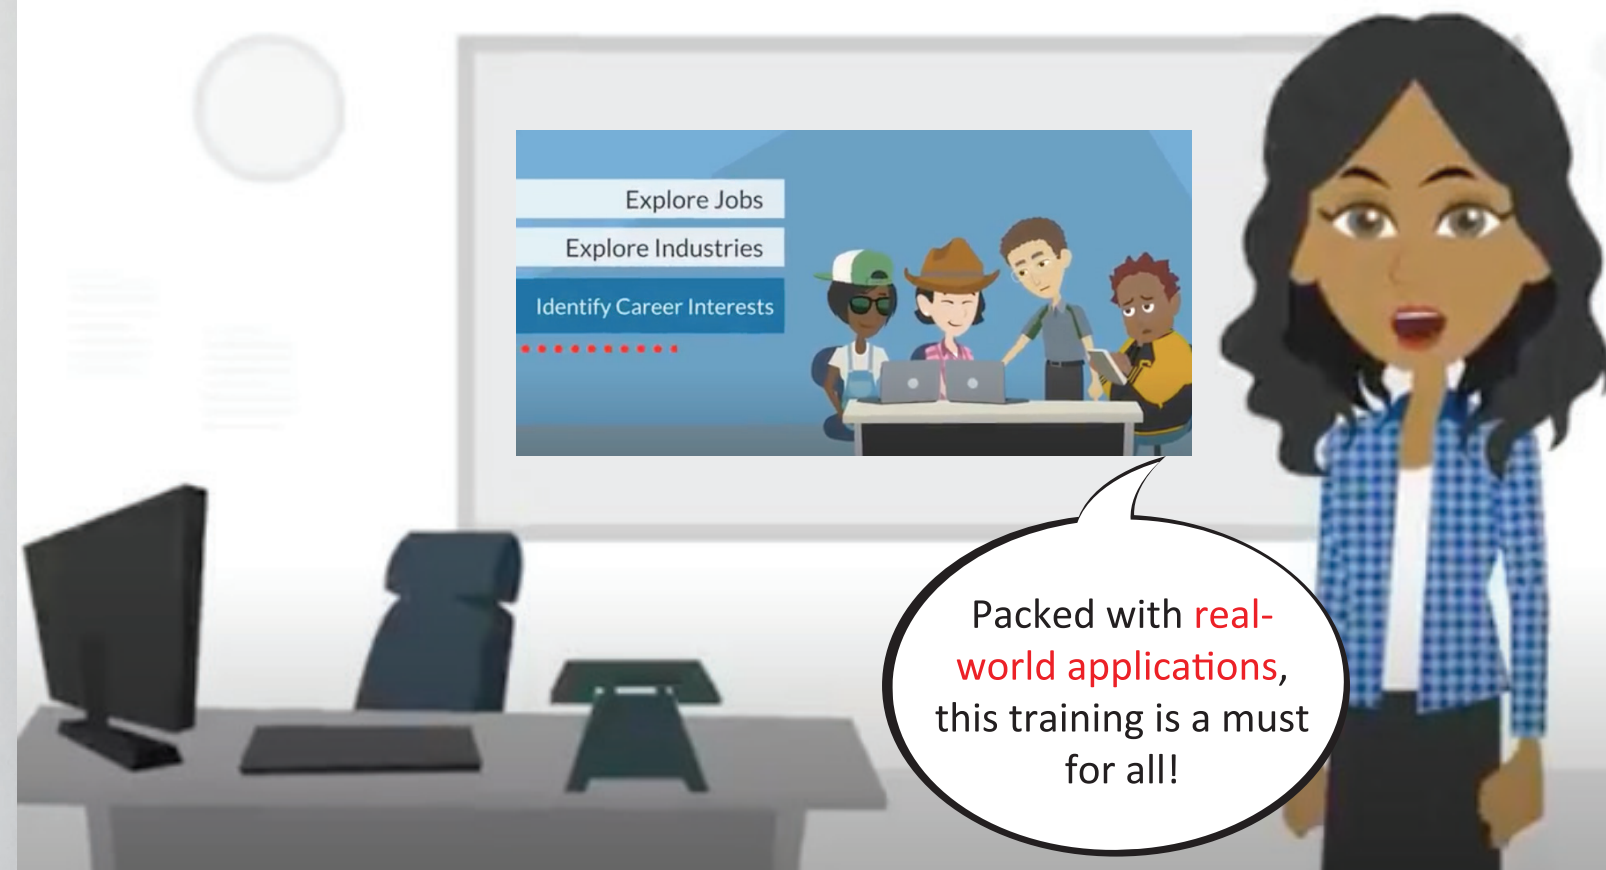 Explore Jobs
Explore Industries
Identify Career Interests
Packed with real-
world applications,
this training is a must
for all!